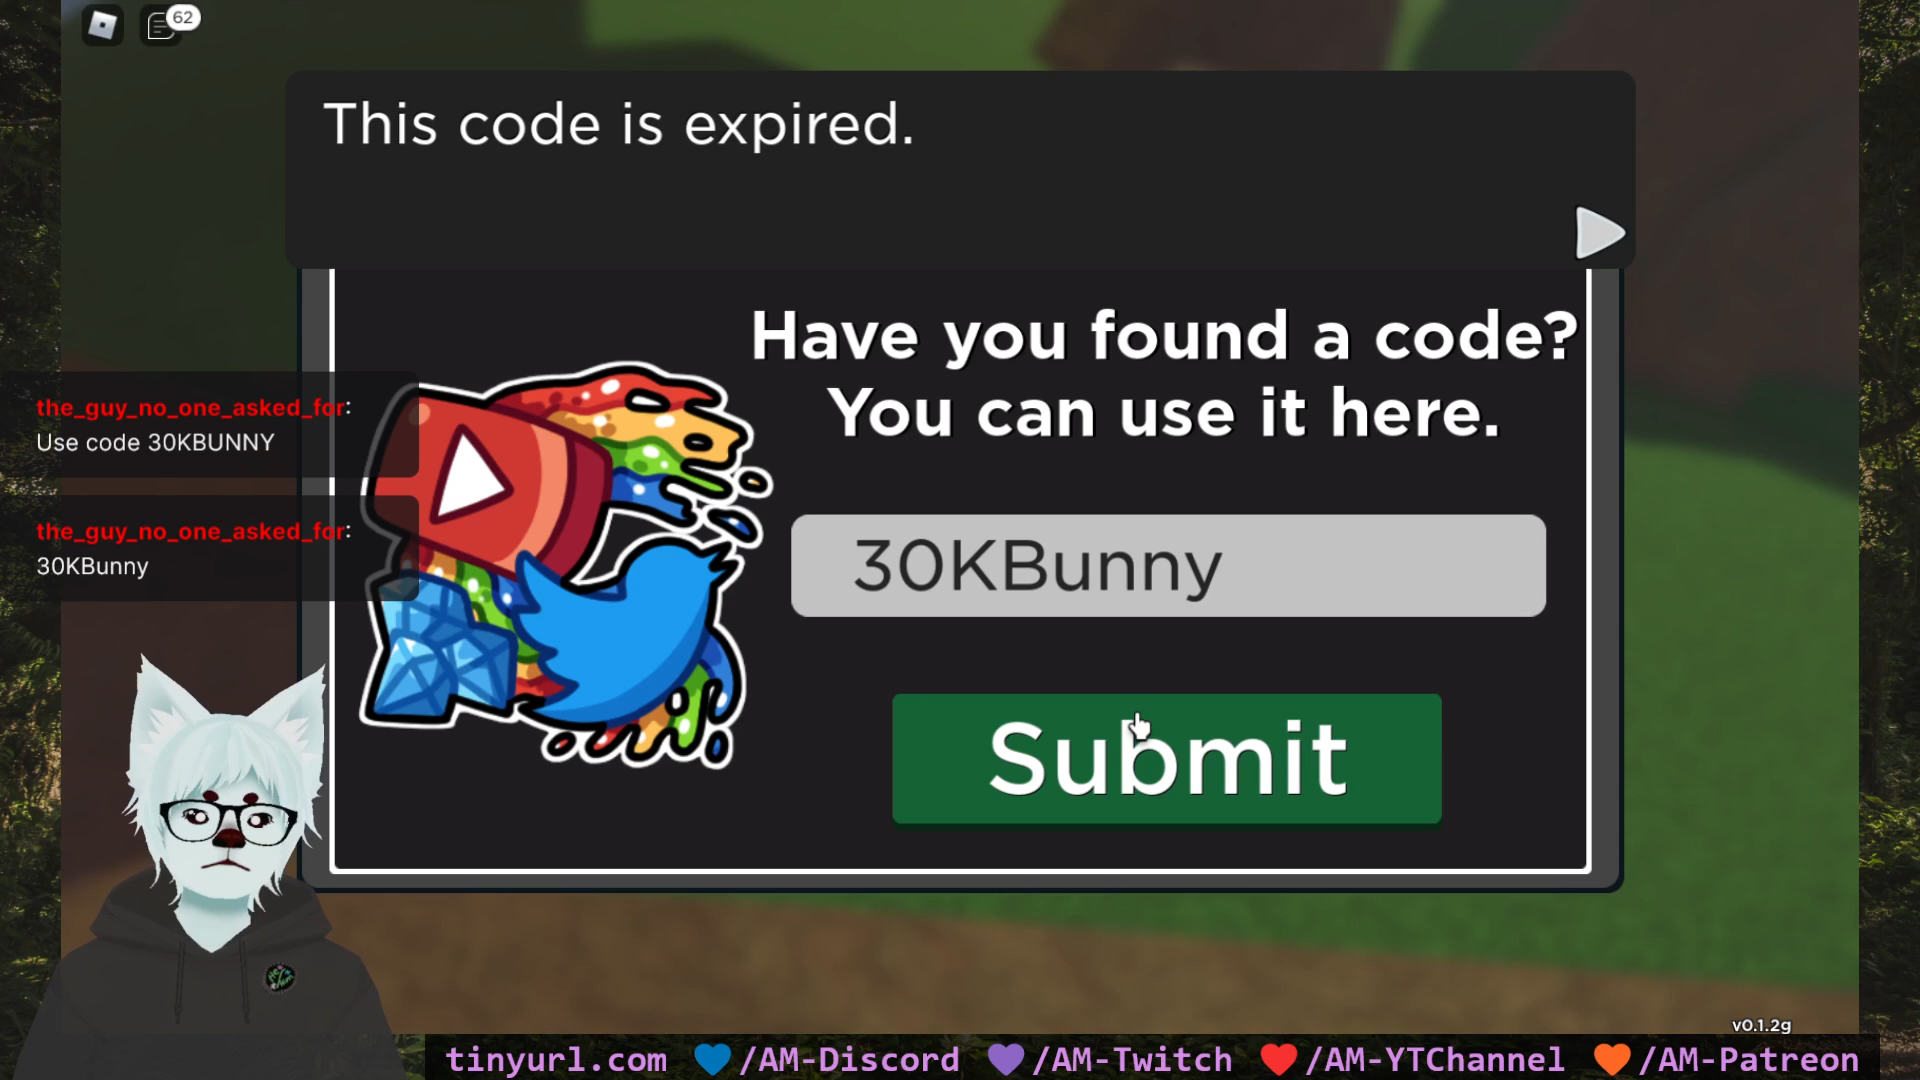 62
This code is expired.
Have you found a code?
You can use it here.
the_guy_no_one_asked_for:
Use code 30KBUNNY
the_guy_no_one_asked_for:
30KBunny
30KBunny
Submit
v0.1.2g
tinyurl.com /AM-Discord /AM-Twitch /AM-YTChannel /AM-Patreon